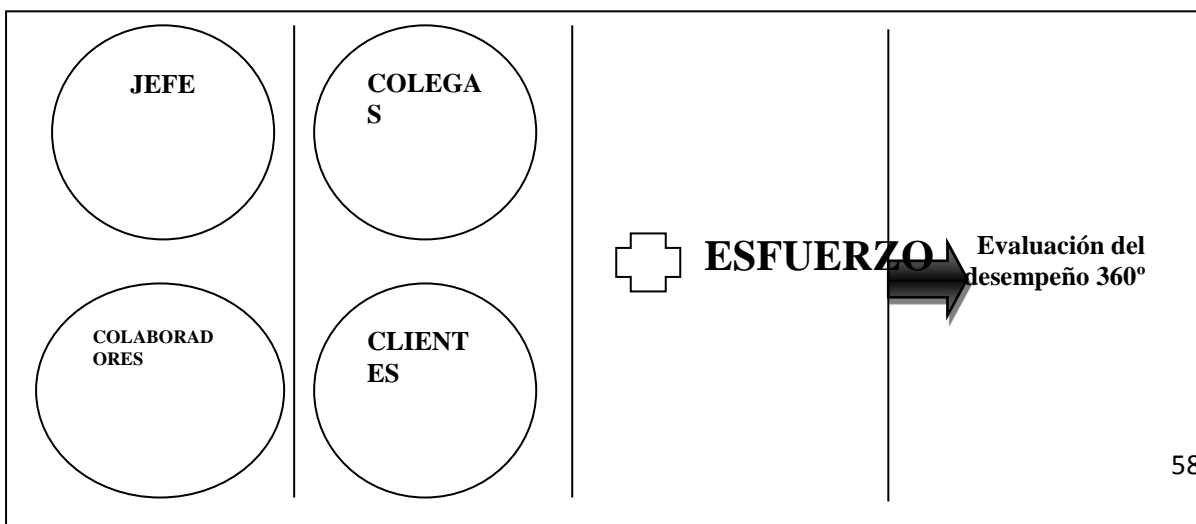 JEFE
COLEGA
S
COLABORAD
ORES
CLIENT
ES
ESFUERZO
Evaluación del
desempeño 360º
58